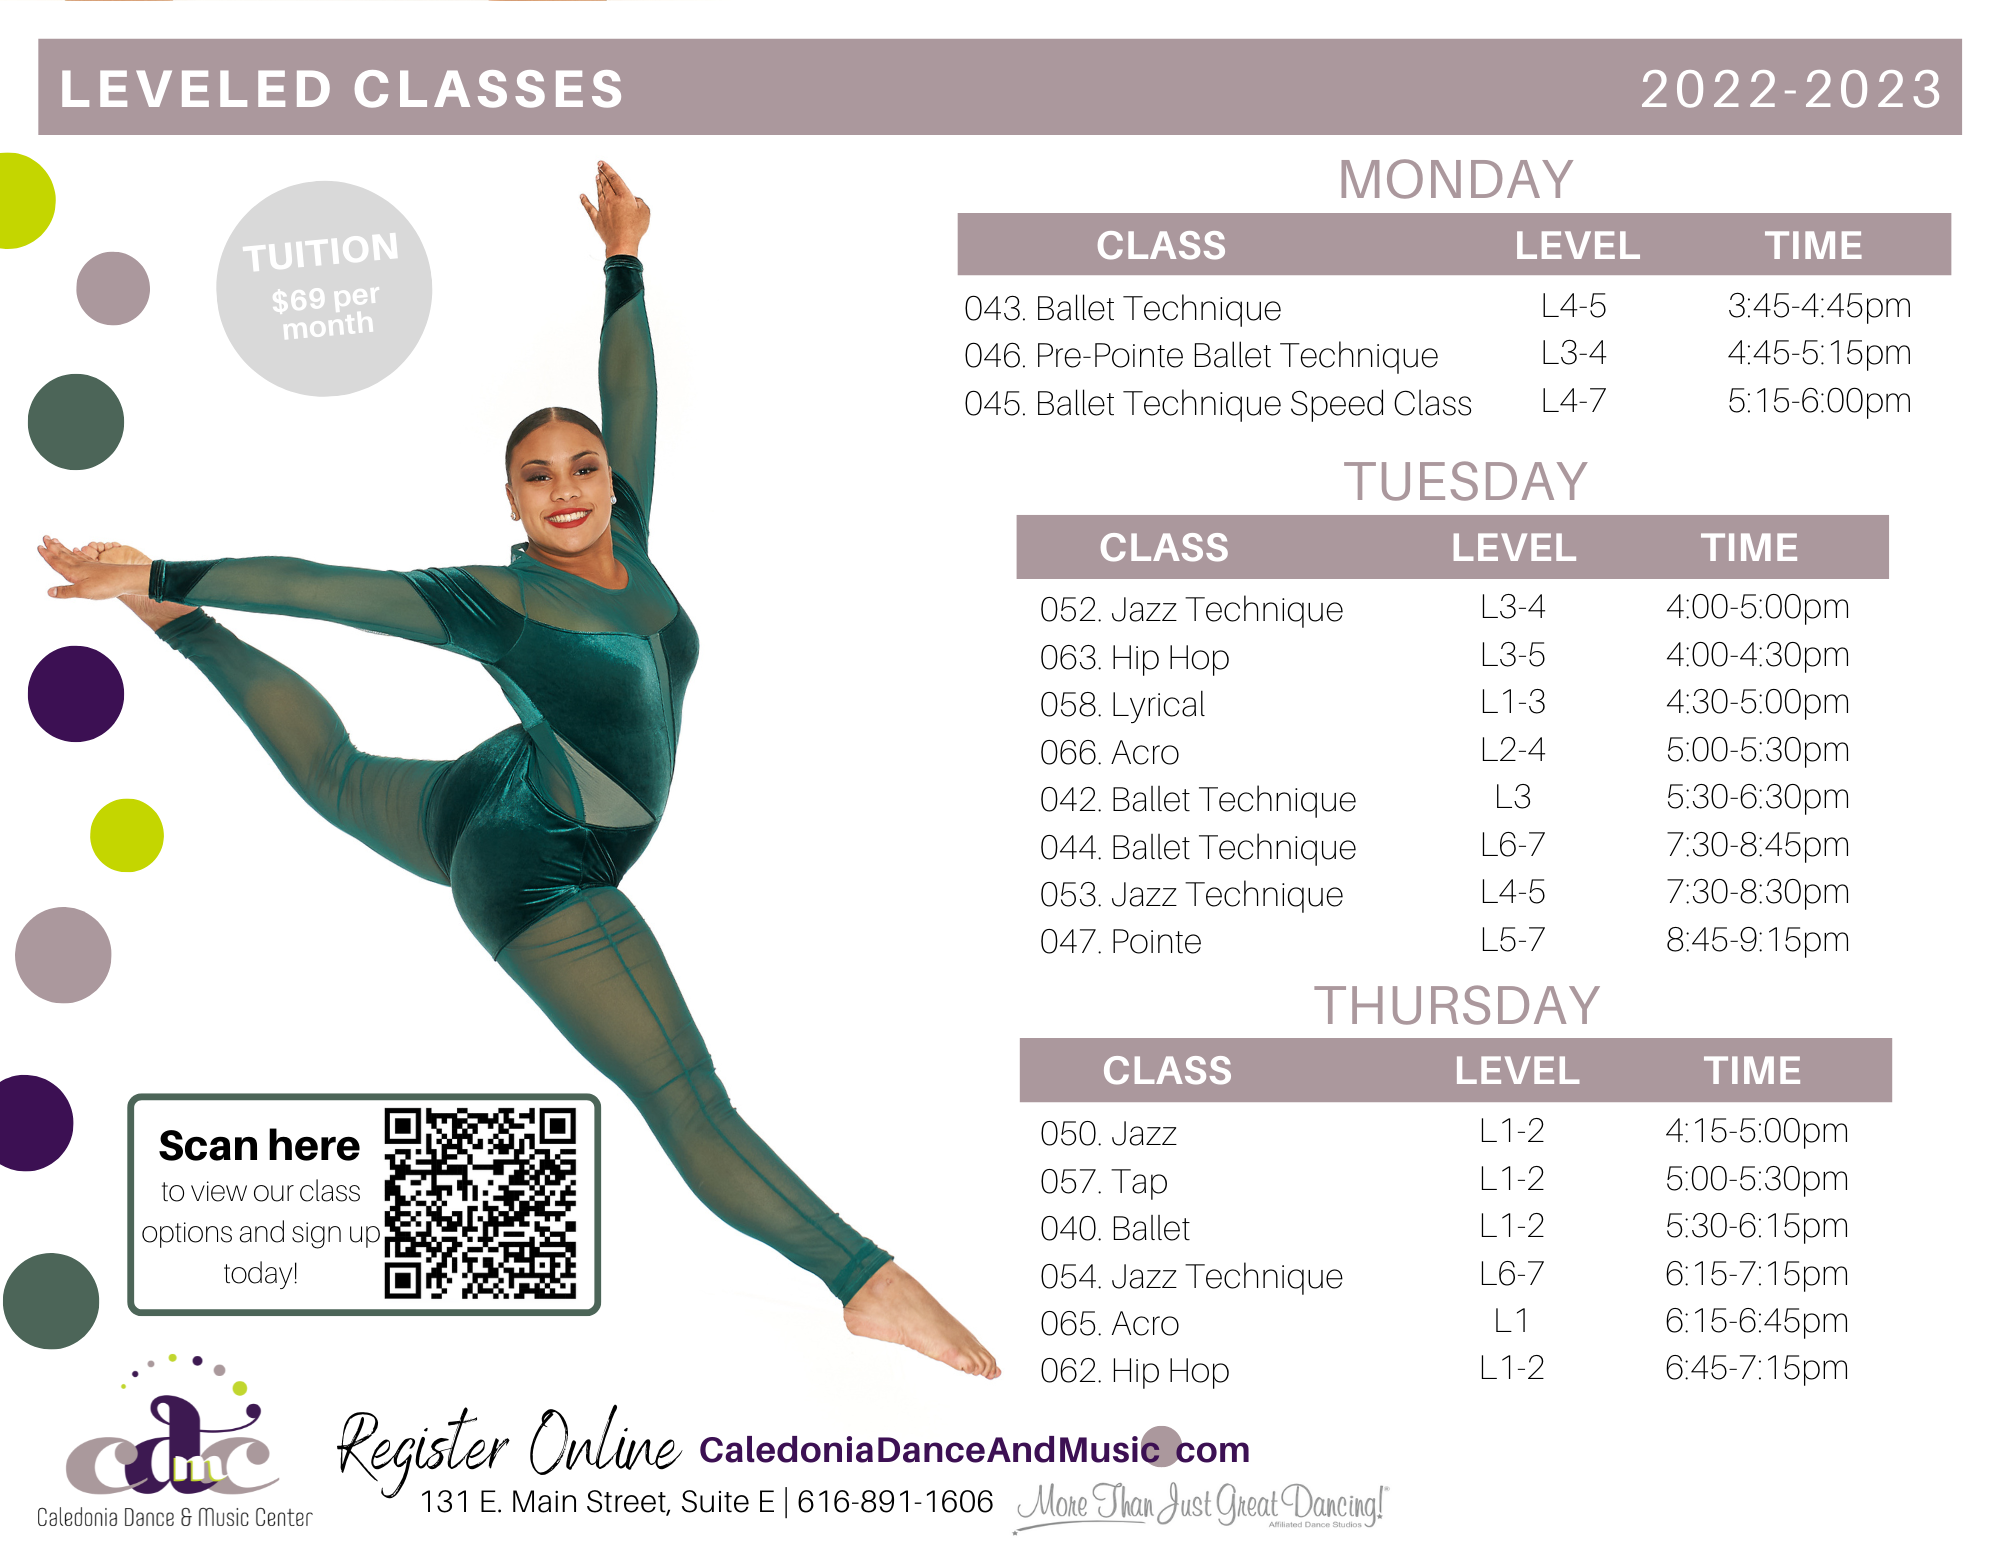 LEVELED CLASSES 2022-2023
TUITION
$69 per
month
MONDAY
CLASS LEVEL TIME
043. Ballet Technique L4-5 3:45-4:45pm
046. Pre-Pointe Ballet Technique L3-4 4:45-5:15pm
045. Ballet Technique Speed Class L4-7 5:15-6:00pm
TUESDAY
CLASS LEVEL TIME
052. Jazz Technique L3-4 4:00-5:00pm
063. Hip Hop L3-5 4:00-4:30pm
058. Lyrical L1-3 4:30-5:00pm
066. Acro L2-4 5:00-5:30pm
042. Ballet Technique L3 5:30-6:30pm
044. Ballet Technique L6-7 7:30-8:45pm
053. Jazz Technique L4-5 7:30-8:30pm
047. Pointe L5-7 8:45-9:15pm
THURSDAY
CLASS LEVEL TIME
050. Jazz L1-2 4:15-5:00pm
057. Tap L1-2 5:00-5:30pm
040. Ballet L1-2 5:30-6:15pm
054. Jazz Technique L6-7 6:15-7:15pm
065. Acro L1 6:15-6:45pm
062. Hip Hop L1-2 6:45-7:15pm
Scan here
to view our class
options and sign up
today!
cdmc
Caledonia Dance & Music Center
Register Online CaledoniaDanceAndMusic com
131 E. Main Street, Suite E | 616-891-1606
More Than Just Great Dancing!®
Affiliated Dance Studios